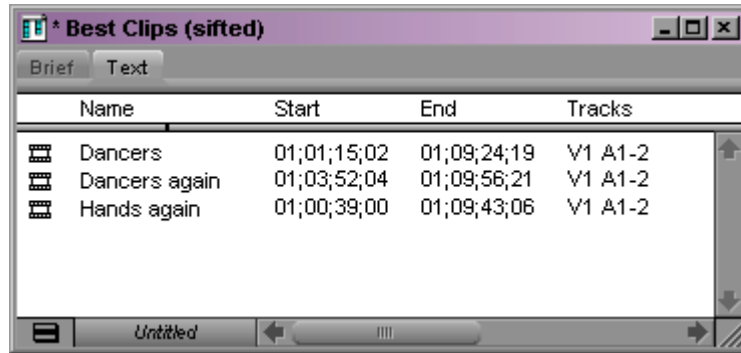 * Best Clips (sifted)
Brief Text
Name Start End Tracks
Dancers 01;01;15;02 01;09;24;19 V1 A1-2
Dancers again 01;03;52;04 01;09;56;21 V1 A1-2
Hands again 01;00;39;00 01;09;43;06 V1 A1-2
Untitled